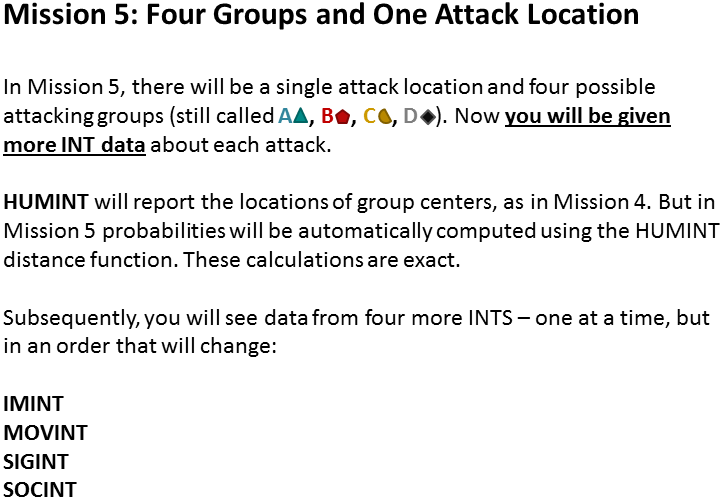 Mission 5: Four Groups and One Attack Location
In Mission 5, there will be a single attack location and four possible
attacking groups (still called A▲, B⬟, C, D◆). Now you will be given
more INT data about each attack.
HUMINT will report the locations of group centers, as in Mission 4. But in
Mission 5 probabilities will be automatically computed using the HUMINT
distance function. These calculations are exact.
Subsequently, you will see data from four more INTS – one at a time, but
in an order that will change:
IMINT
MOVINT
SIGINT
SOCINT